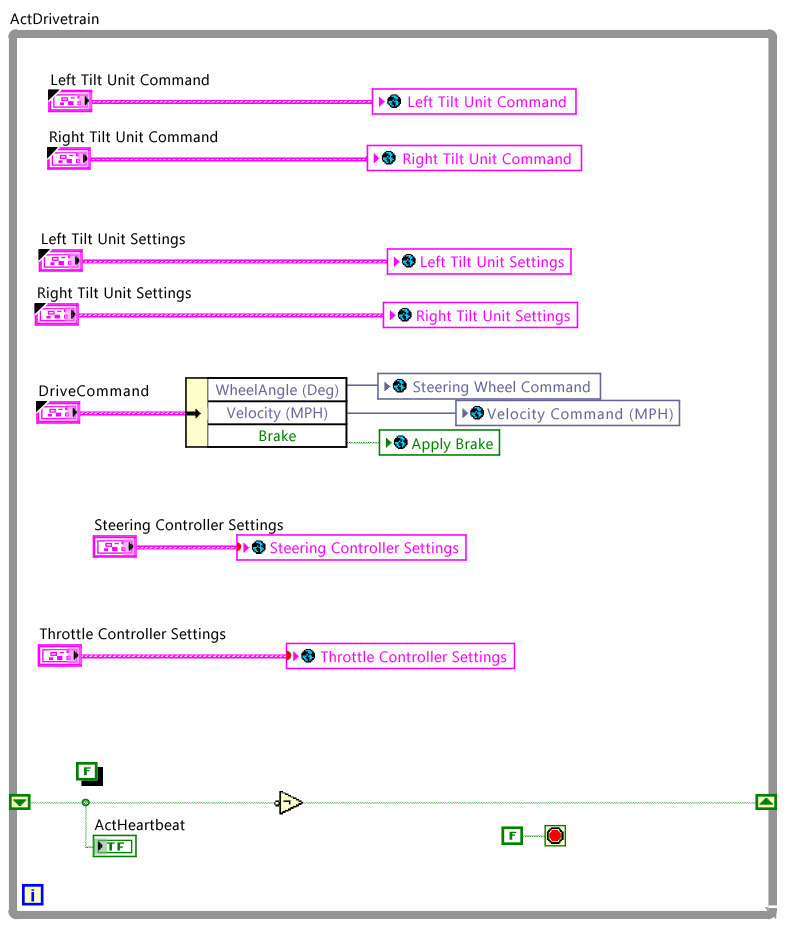 ActDrivetrain
Left Tilt Unit Command
Left Tilt Unit Command
Right Tilt Unit Command
Right Tilt Unit Command
Left Tilt Unit Settings
Left Tilt Unit Settings
Right Tilt Unit Settings
Right Tilt Unit Settings
DriveCommand
WheelAngle (Deg)
Steering Wheel Command
Velocity (MPH)
Velocity Command (MPH)
Brake
Apply Brake
Steering Controller Settings
Steering Controller Settings
Throttle Controller Settings
Throttle Controller Settings
F
ActHeartbeat
TF
F
i